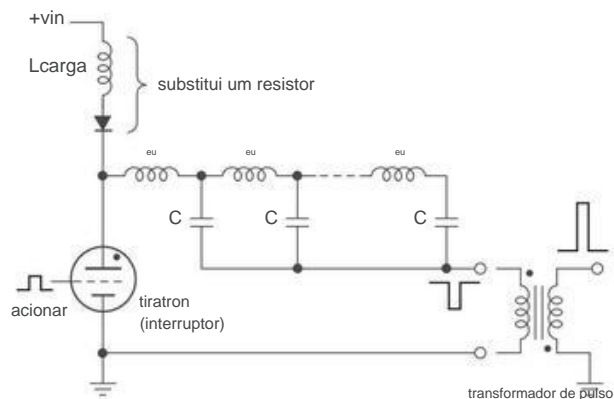 +vin
Lcarga
substitui um resistor
eu
eu
eu
C
C
C
acionar
tiratron
(interruptor)
transformador de pulso